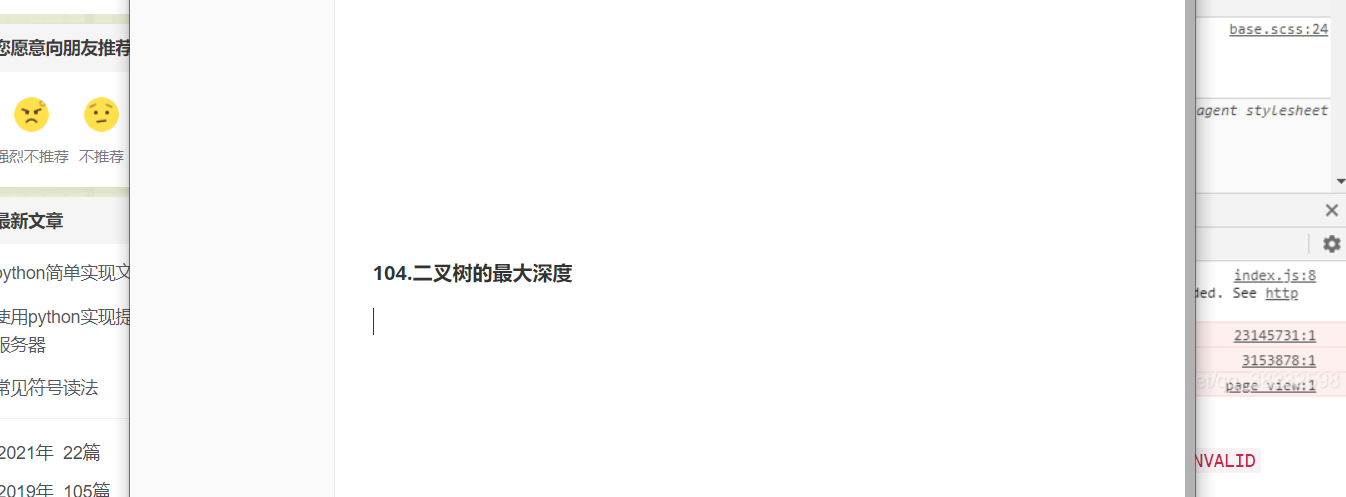 您愿意向朋友推荐
强烈不推荐 不推荐
最新文章
python简单实现文
使用python实现提
服务器
常见符号读法
2021年 22篇
2019年 105篇
104.二叉树的最大深度
base.scss:24
agent stylesheet
index.js:8
ded. See http
23145731:1
3153878:1
page view:1
NVALID